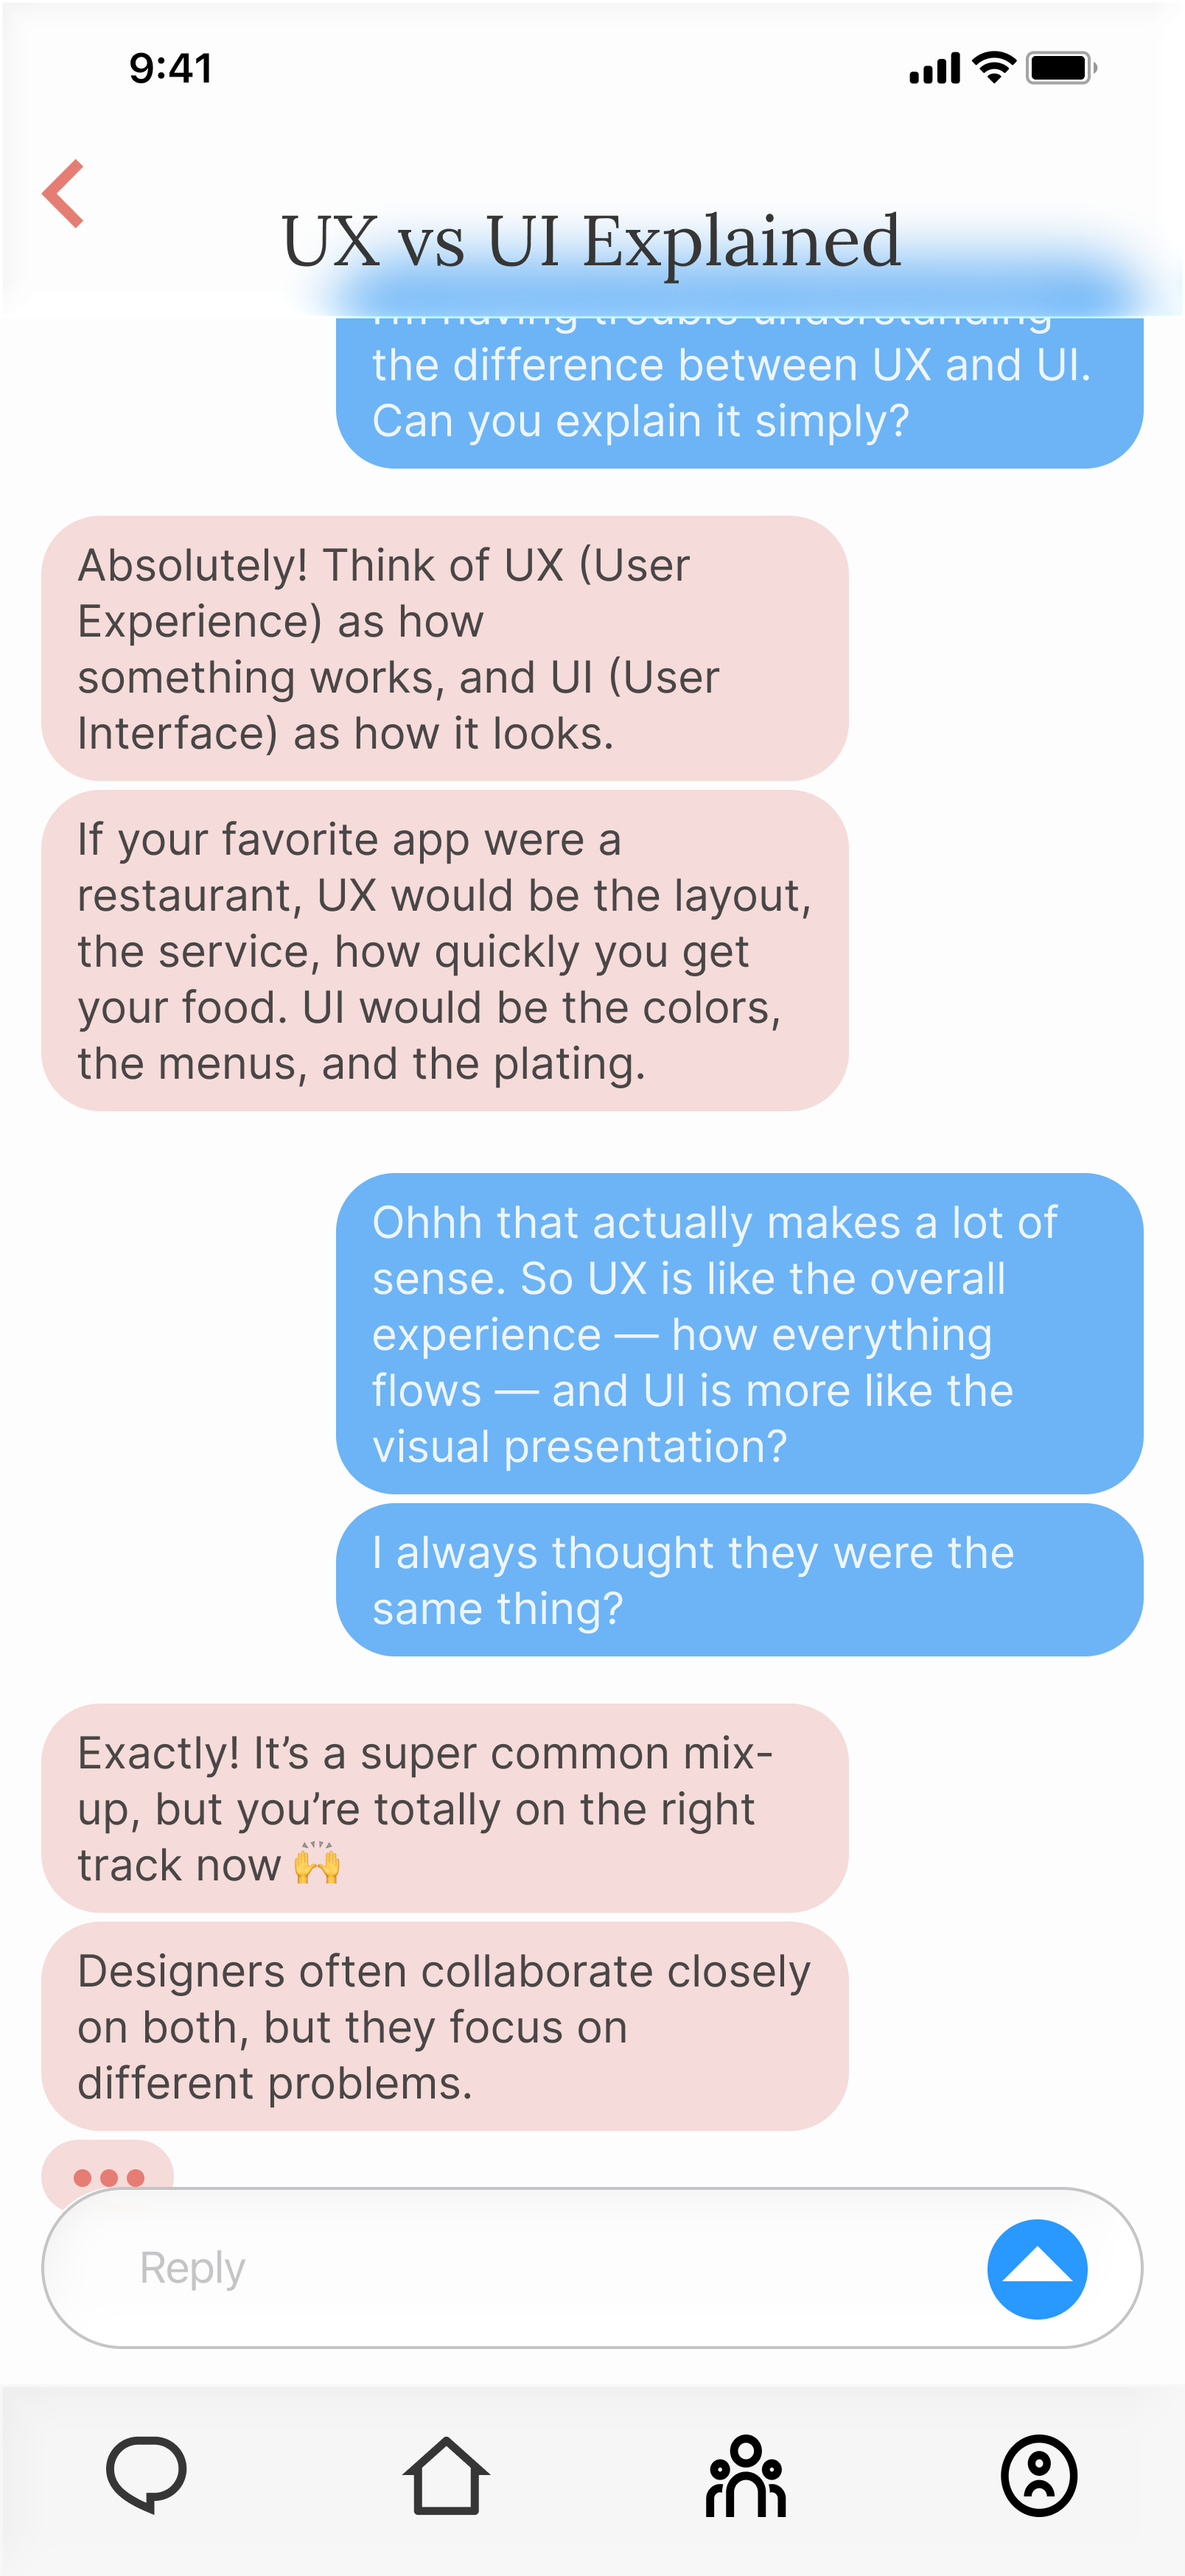 9:41
UX vs UI Explained
I'm having trouble understanding
the difference between UX and UI.
Can you explain it simply?
Absolutely! Think of UX (User
Experience) as how
something works, and UI (User
Interface) as how it looks.
If your favorite app were a
restaurant, UX would be the layout,
the service, how quickly you get
your food. UI would be the colors,
the menus, and the plating.
Ohhh that actually makes a lot of
sense. So UX is like the overall
experience — how everything
flows — and UI is more like the
visual presentation?
I always thought they were the
same thing?
Exactly! It’s a super common mix-
up, but you’re totally on the right
track now 🙌
Designers often collaborate closely
on both, but they focus on
different problems.
Reply